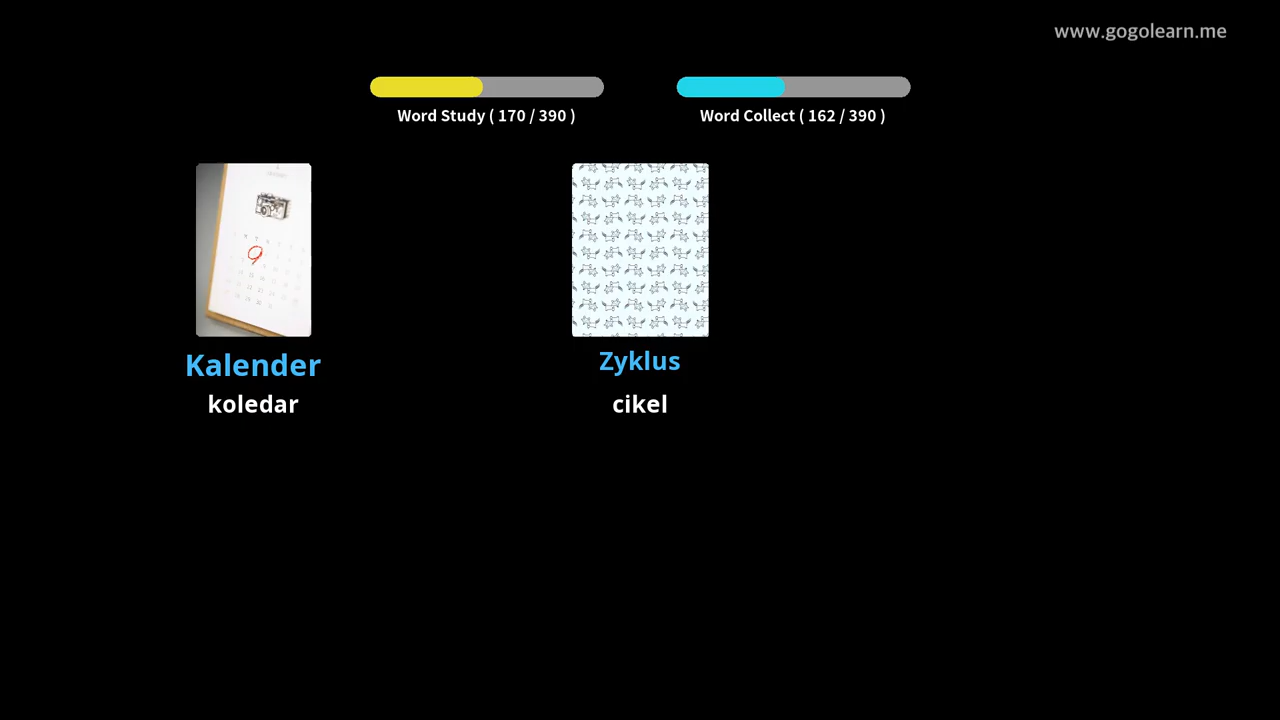 www.gogolearn.me
Word Study ( 170 / 390 )
Word Collect ( 162 / 390 )
Kalender
koledar
Zyklus
cikel